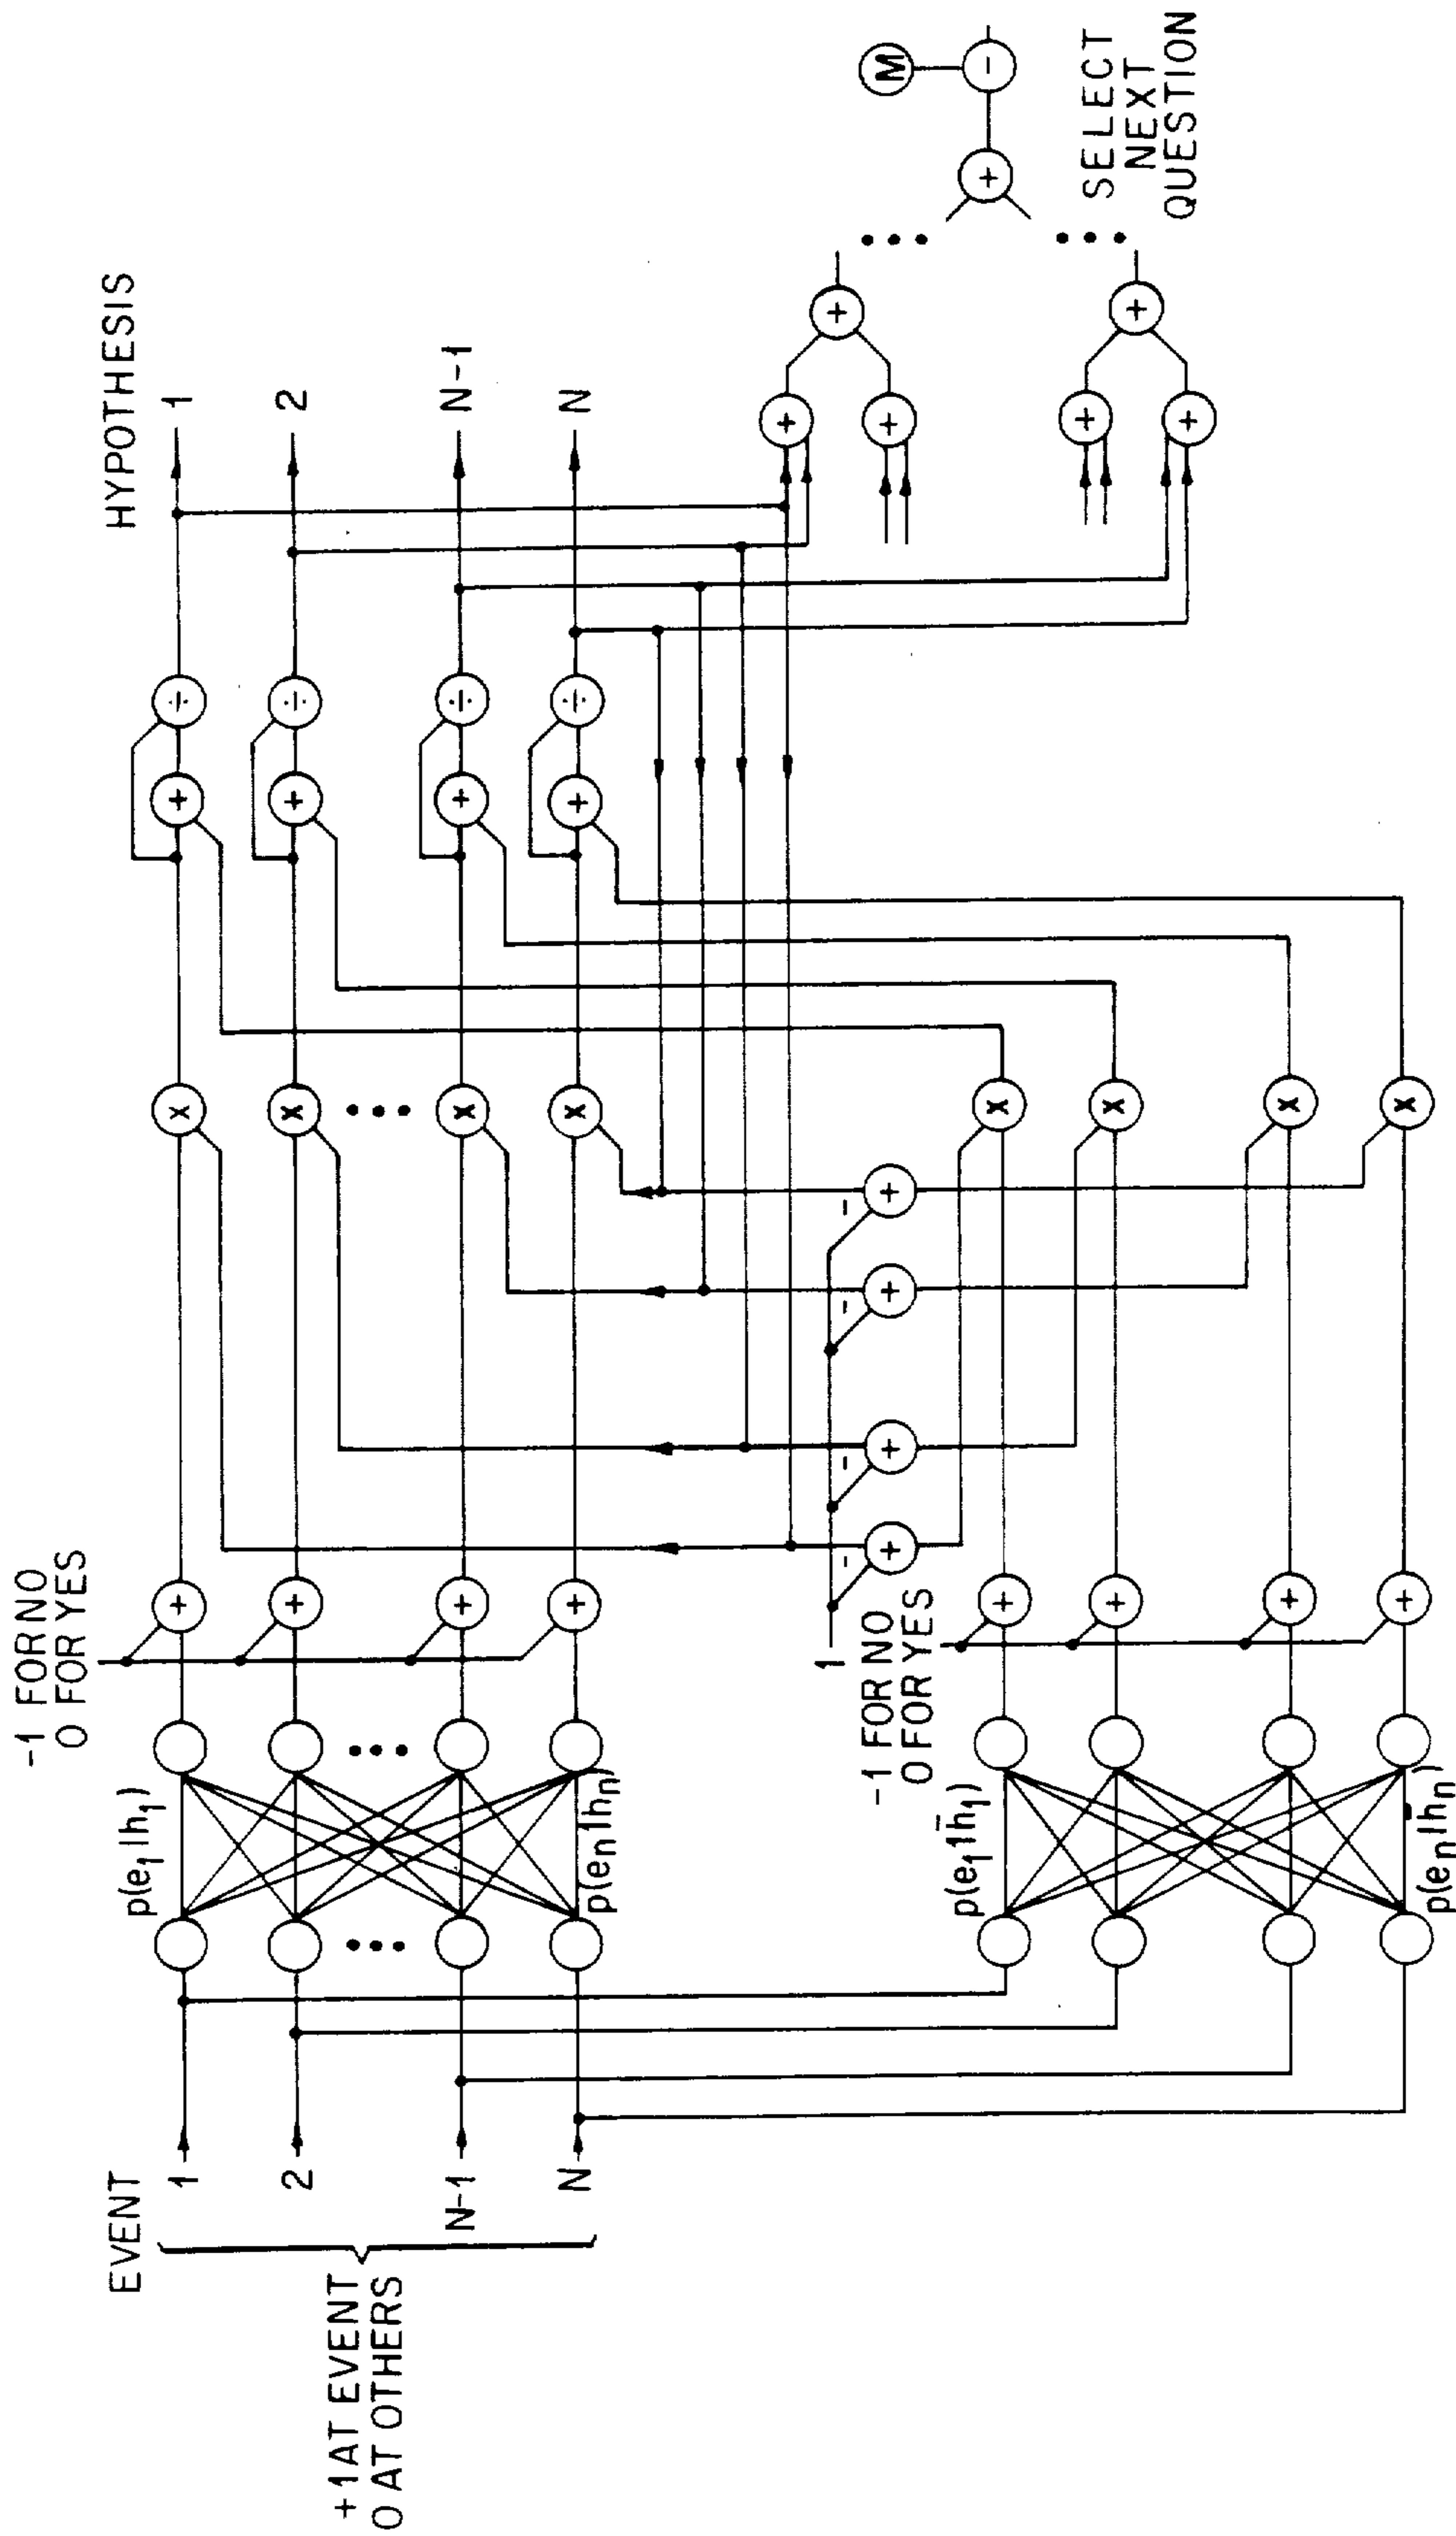 EVENT
1
2
N-1
N
+1 AT EVENT
0 AT OTHERS
p(e1|h1)
p(en|hn)
-1 FOR NO
0 FOR YES
+
+
+
+
x
x
x
x
+
+
+
+
÷
÷
÷
÷
HYPOTHESIS
1
2
N-1
N
1
-
-
-
-
+
+
+
+
-1 FOR NO
0 FOR YES
p(e1|h̄1)
p(en|hn)
+
+
+
+
x
x
x
x
+
+
+
+
+
+
+
-
M
SELECT
NEXT
QUESTION